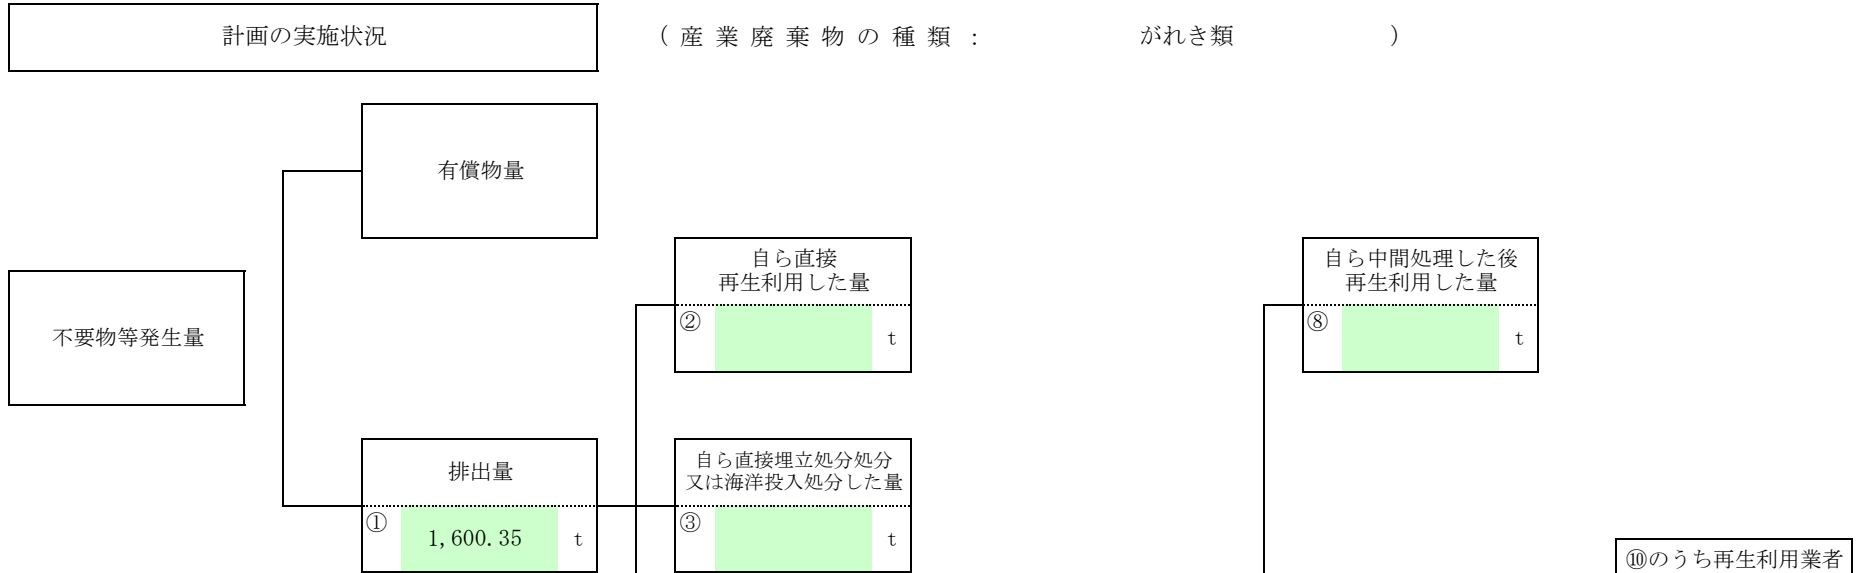 計画の実施状況
（産業廃棄物の種類：　がれき類　）
有償物量
自ら直接
再生利用した量
② t
自ら中間処理した後
再生利用した量
⑧ t
不要物等発生量
排出量
① 1,600.35 t
自ら直接埋立処分処分
又は海洋投入処分した量
③ t
⑩のうち再生利用業者